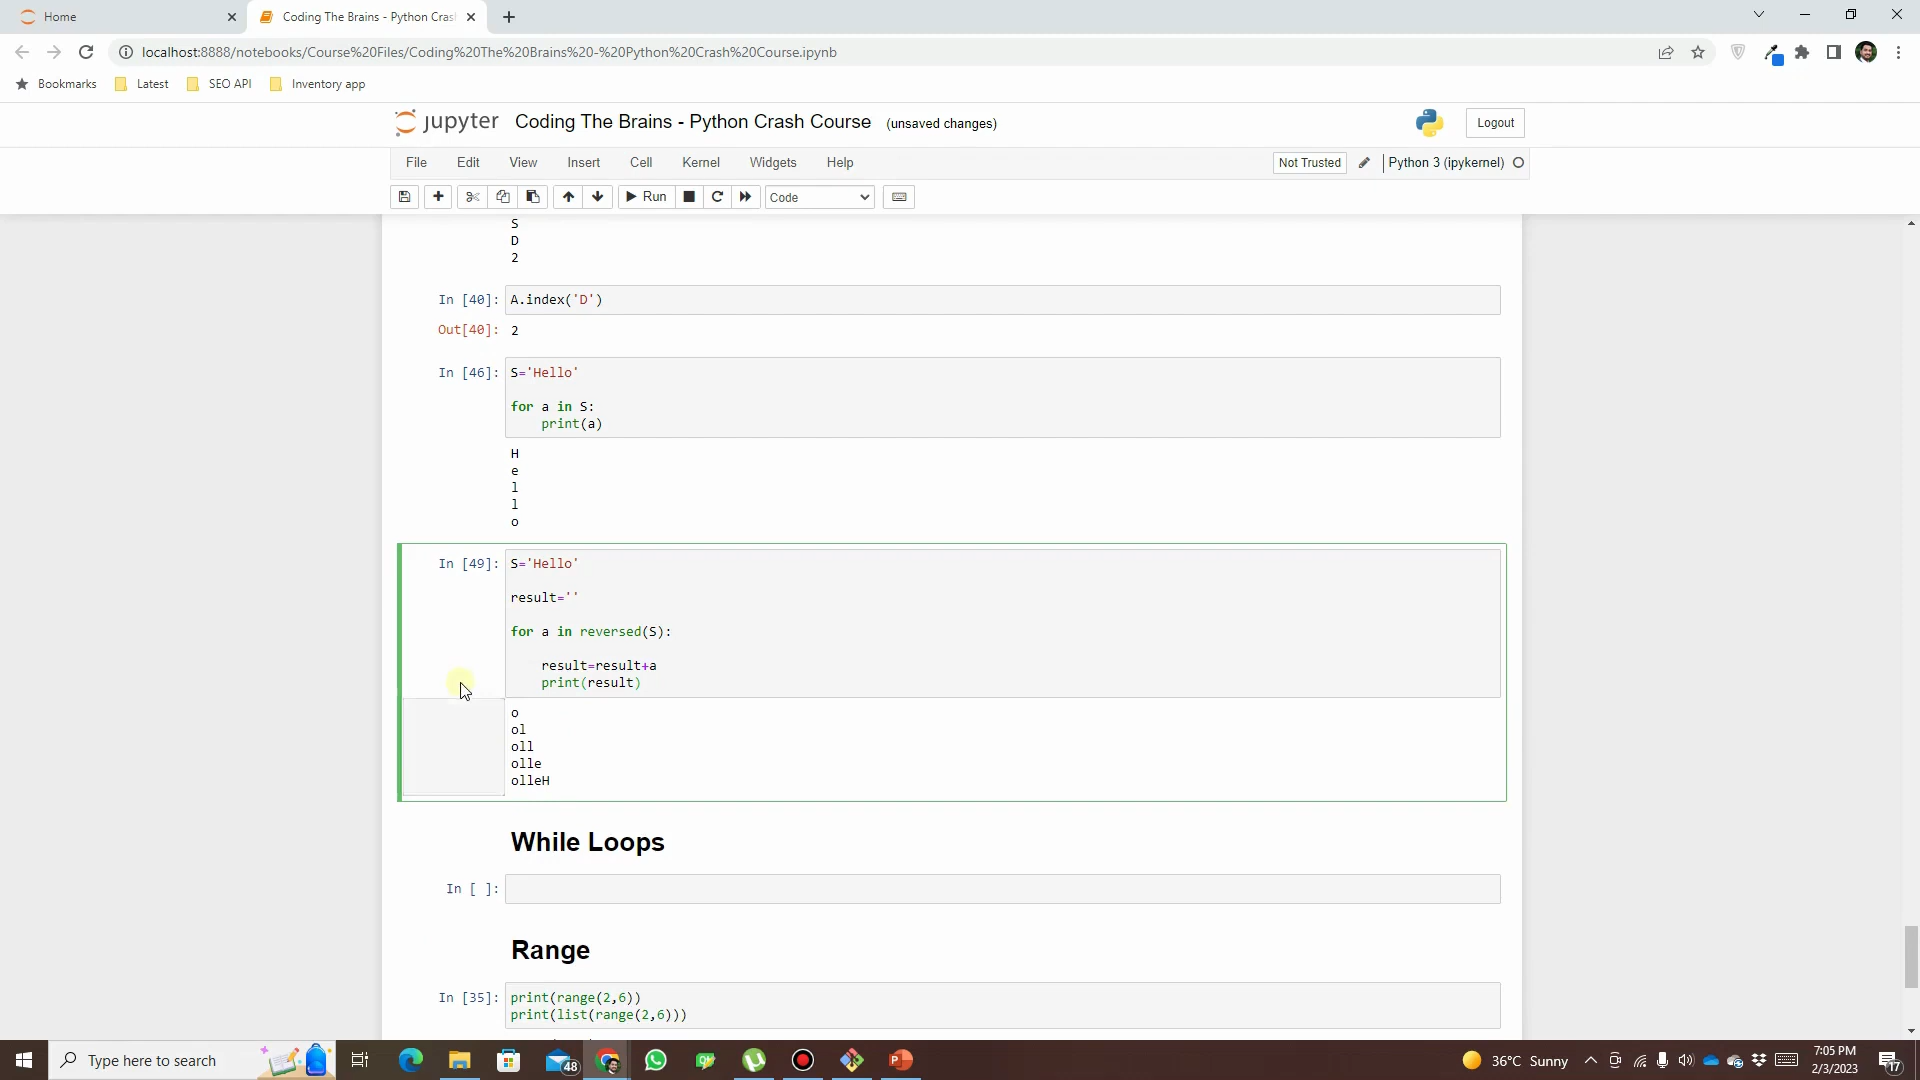 Home
Coding The Brains - Python Cras
localhost:8888/notebooks/Course%20Files/Coding%20The%20Brains%20-%20Python%20Crash%20Course.ipynb
Bookmarks Latest SEO API Inventory app
jupyter Coding The Brains - Python Crash Course (unsaved changes)
Logout
File Edit View Insert Cell Kernel Widgets Help
Not Trusted Python 3 (ipykernel)
Run Code
S
D
2
In [40]: A.index('D')
Out[40]: 2
In [46]: S='Hello'
for a in S:
print(a)
H
e
l
l
o
In [49]: S='Hello'
result=''
for a in reversed(S):
result=result+a
print(result)
o
ol
oll
olle
olleH
While Loops
In [ ]:
Range
In [35]: print(range(2,6))
print(list(range(2,6)))
Type here to search
48
36°C Sunny
7:05 PM
2/3/2023
17